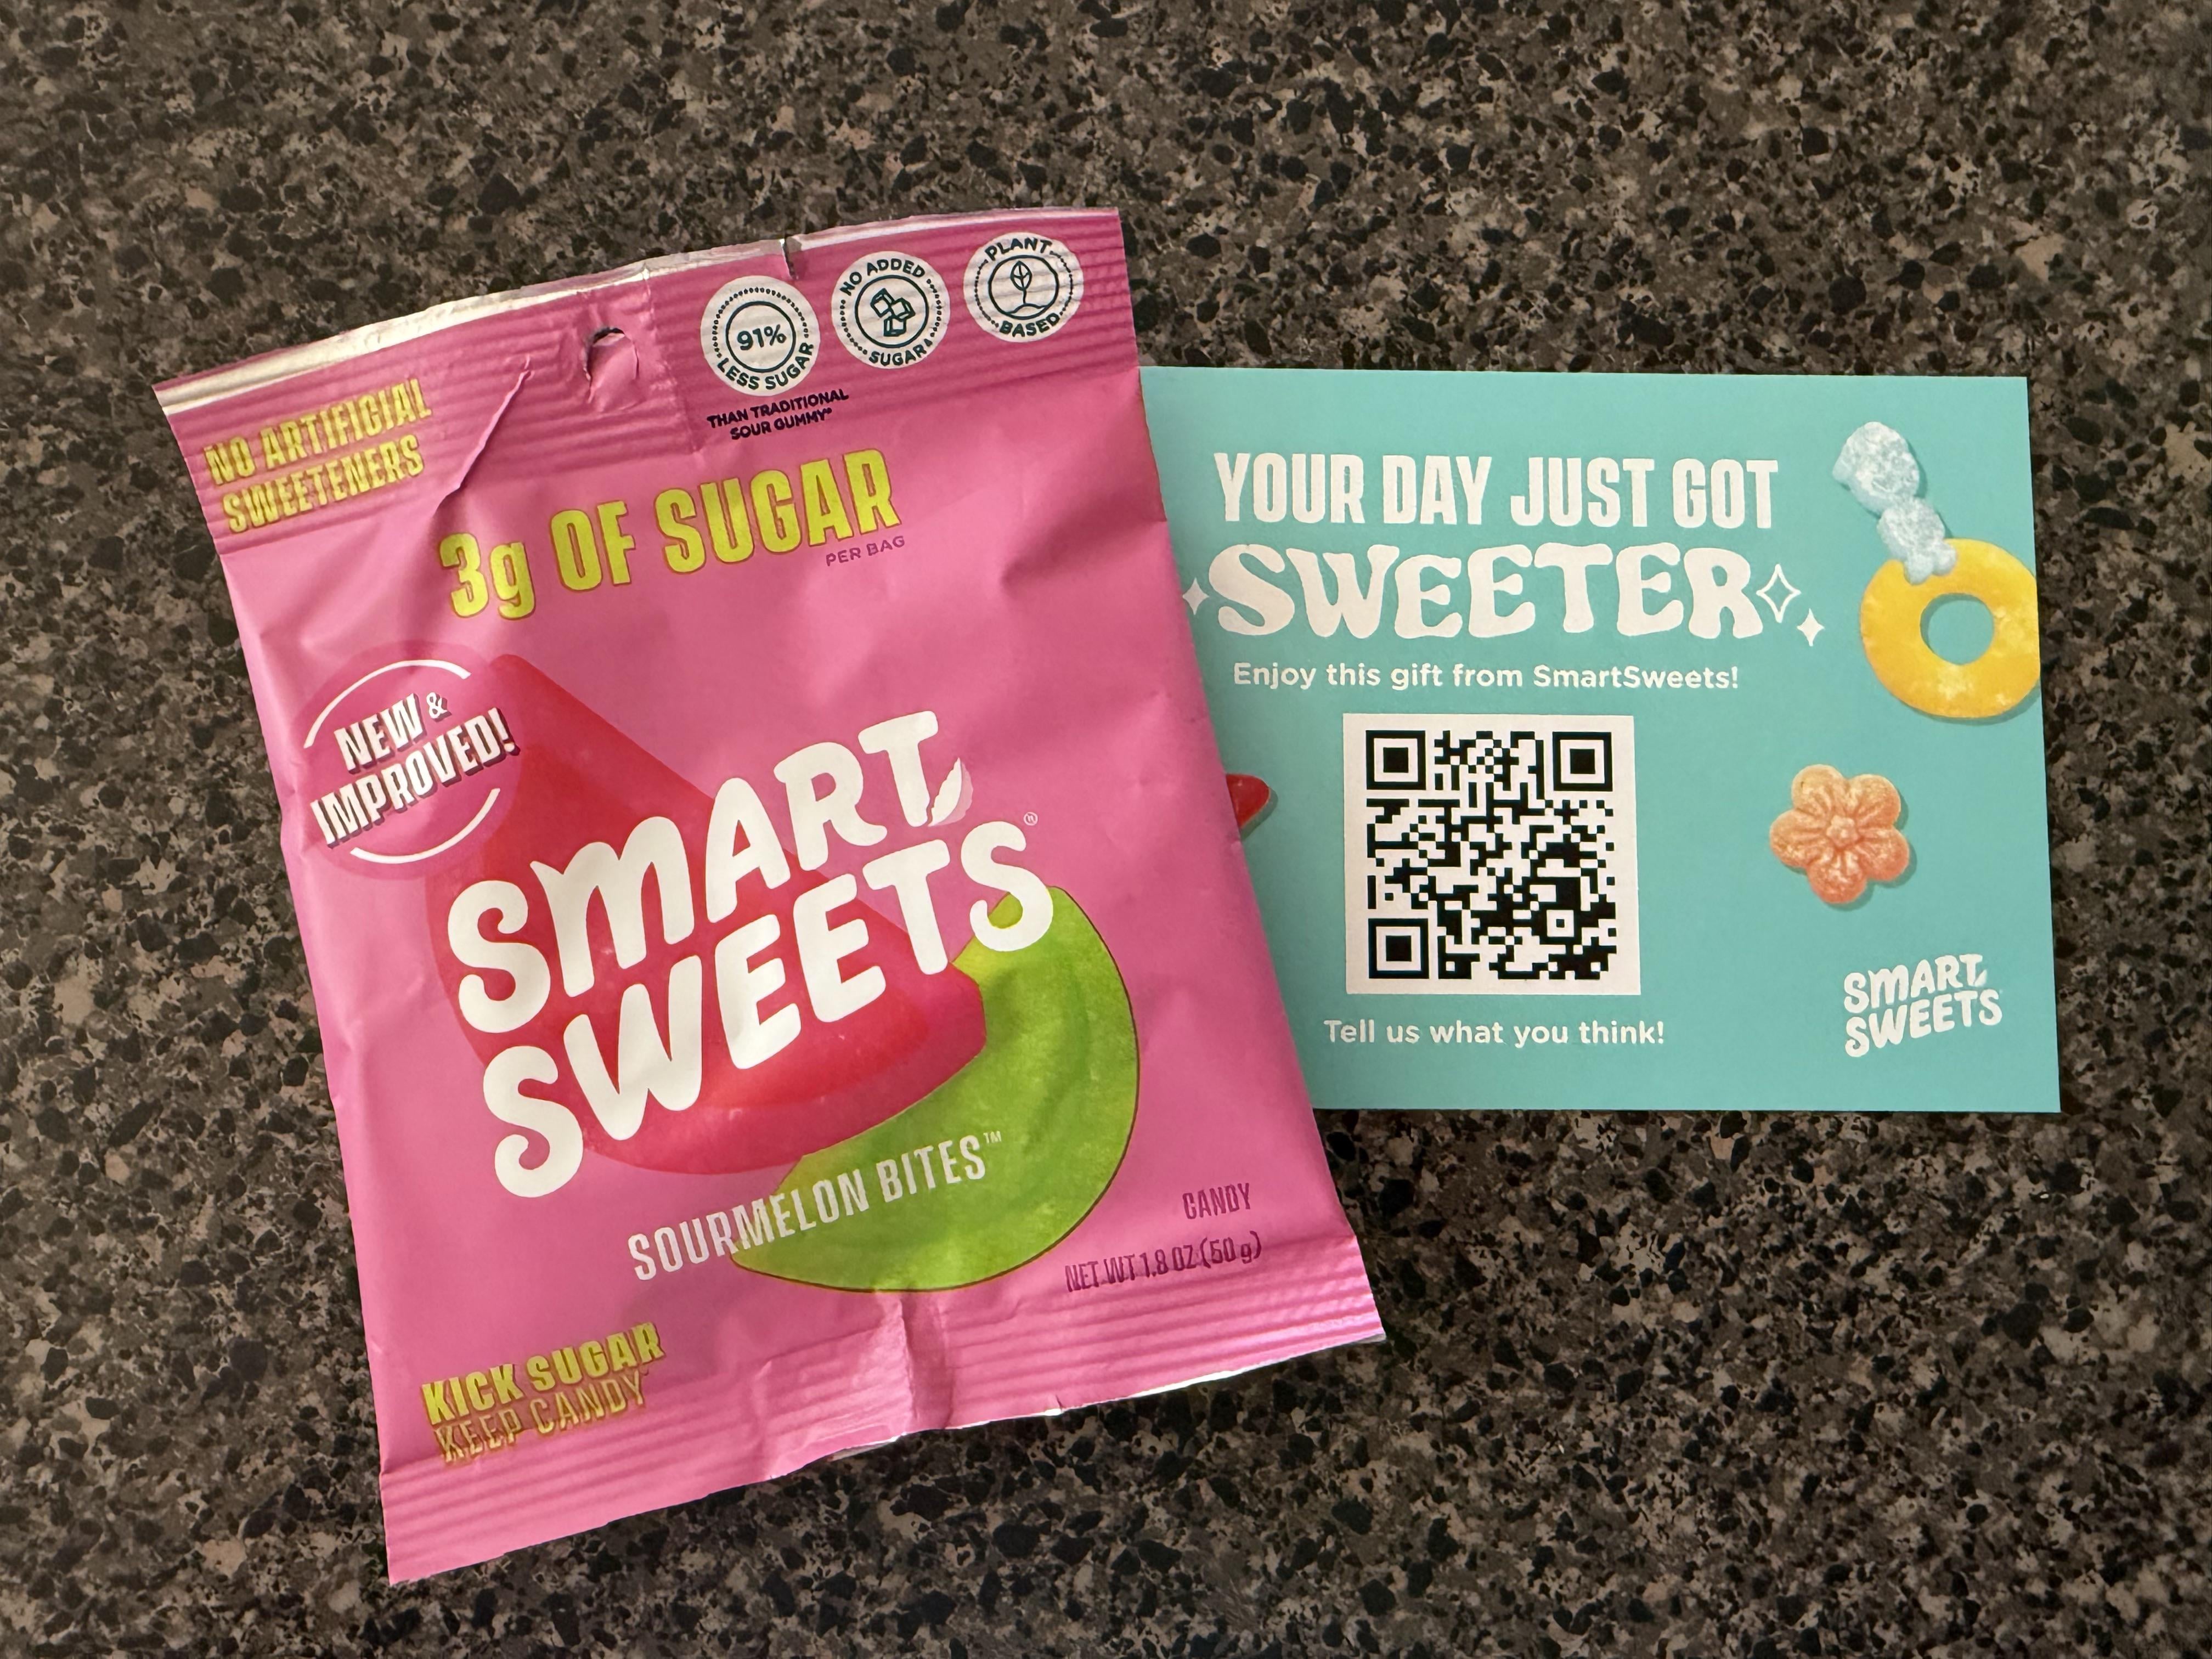 NO ARTIFICIAL
SWEETENERS
91%
LESS SUGAR
THAN TRADITIONAL
SOUR GUMMY*
NO ADDED
SUGAR
PLANT
BASED
3g OF SUGAR
PER BAG
NEW &
IMPROVED!
SMART
SWEETS®
SOURMELON BITES™
CANDY
NET WT 1.8 OZ (50 g)
KICK SUGAR
KEEP CANDY
YOUR DAY JUST GOT
SWEETER
Enjoy this gift from SmartSweets!
Tell us what you think!
SMART
SWEETS